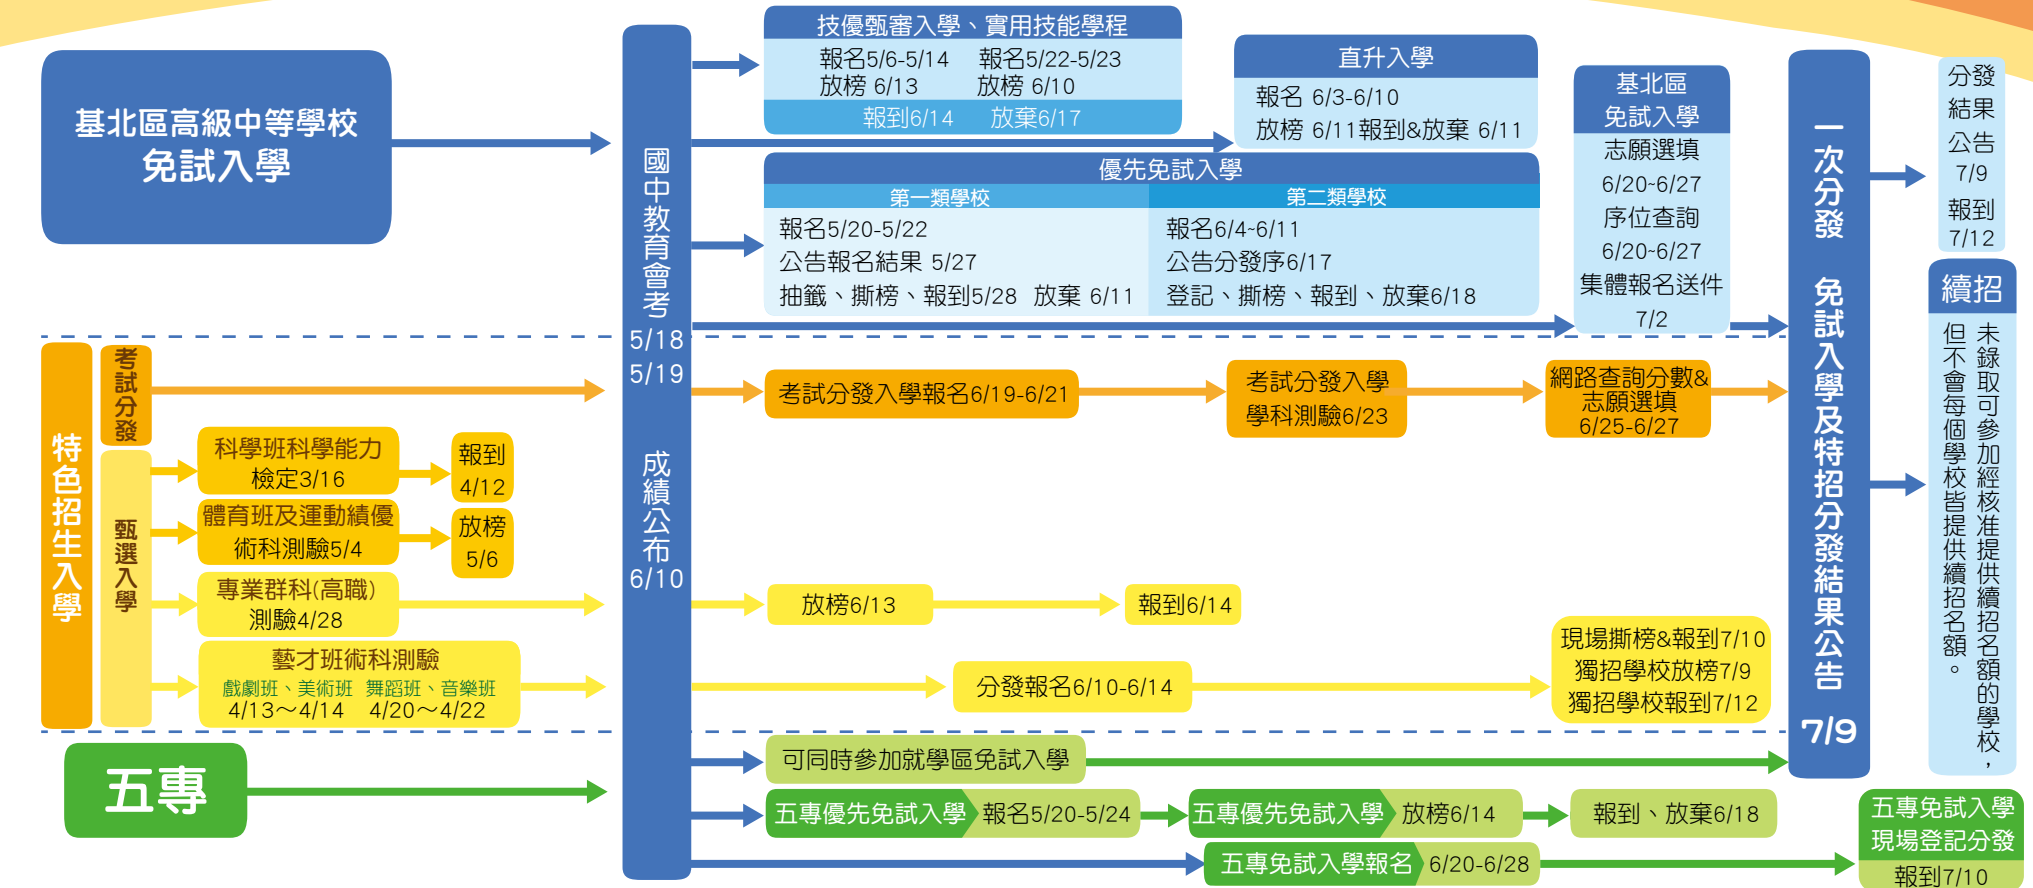 基北區高級中等學校
免試入學
國中教育會考
5/18
5/19
成績公布
6/10
技優甄審入學、實用技能學程
報名5/6-5/14 報名5/22-5/23
放榜 6/13 放榜 6/10
報到6/14 放棄6/17
直升入學
報名 6/3-6/10
放榜 6/11報到&放棄 6/11
優先免試入學
第一類學校
報名5/20-5/22
公告報名結果 5/27
抽籤、撕榜、報到5/28 放棄 6/11
第二類學校
報名6/4~6/11
公告分發序6/17
登記、撕榜、報到、放棄6/18
基北區
免試入學
志願選填
6/20~6/27
序位查詢
6/20~6/27
集體報名送件
7/2
一次分發 免試入學及特招分發結果公告 7/9
分發
結果
公告
7/9
報到
7/12
續招
未錄取可參加經核准提供續招名額的學校，
但不會每個學校皆提供續招名額。
特色招生入學
考試分發
考試分發入學報名6/19-6/21
考試分發入學
學科測驗6/23
網路查詢分數&
志願選填
6/25-6/27
甄選入學
科學班科學能力
檢定3/16
報到
4/12
體育班及運動績優
術科測驗5/4
放榜
5/6
專業群科(高職)
測驗4/28
放榜6/13
報到6/14
藝才班術科測驗
戲劇班、美術班 舞蹈班、音樂班
4/13～4/14 4/20～4/22
分發報名6/10-6/14
現場撕榜&報到7/10
獨招學校放榜7/9
獨招學校報到7/12
五專
可同時參加就學區免試入學
五專優先免試入學 報名5/20-5/24
五專優先免試入學 放榜6/14
報到、放棄6/18
五專免試入學報名 6/20-6/28
五專免試入學
現場登記分發
報到7/10